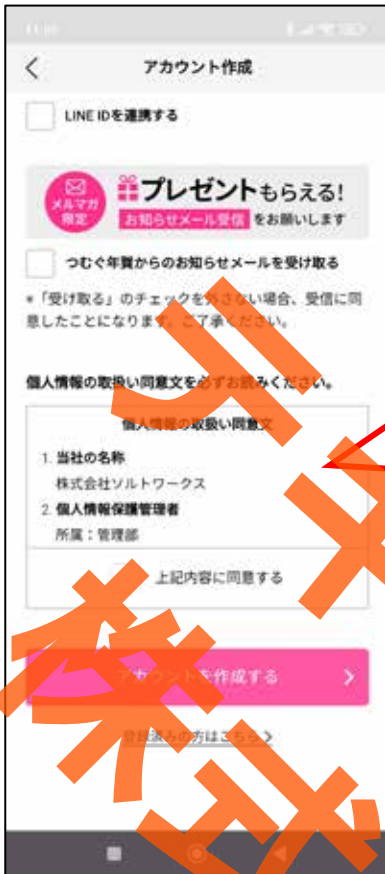 アカウント作成
LINE IDを連携する
メルマガ
限定
プレゼントもらえる!
お知らせメール受信 をお願いします
つむぐ年賀からのお知らせメールを受け取る
*「受け取る」のチェックを外さない場合、受信に同
意したことになります。ご了承ください。
個人情報の取扱い同意文を必ずお読みください。
個人情報の取扱い同意文
1. 当社の名称
株式会社ソルトワークス
2. 個人情報保護管理者
所属:管理部
上記内容に同意する
アカウントを作成する
登録済みの方はこちら
株式